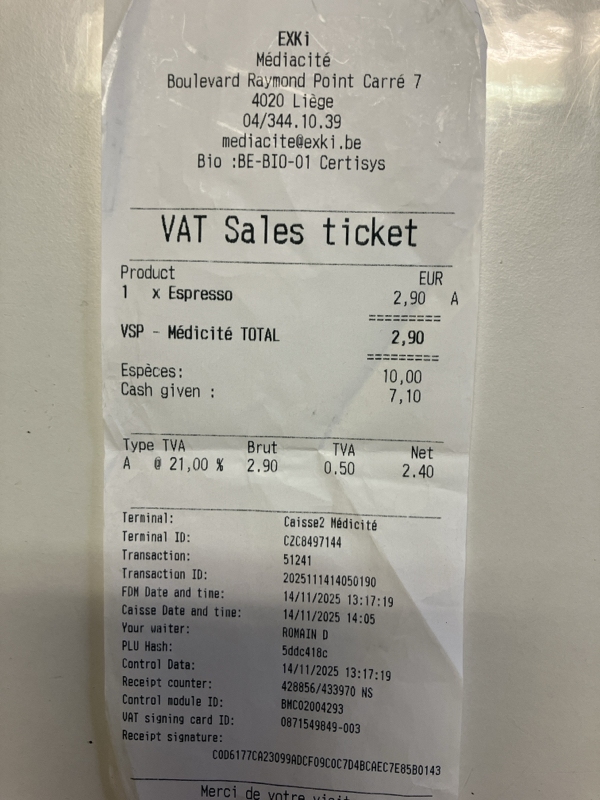 EXKi
Médiacité
Boulevard Raymond Point Carré 7
4020 Liège
04/344.10.39
mediacite@exki.be
Bio :BE-BIO-01 Certisys
VAT Sales ticket
Product EUR
1 x Espresso 2,90 A
=========
VSP - Médicité TOTAL 2,90
=========
Espèces: 10,00
Cash given : 7,10
Type TVA Brut TVA Net
A @ 21,00 % 2.90 0.50 2.40
Terminal: Caisse2 Médicité
Terminal ID: CZC8497144
Transaction: 51241
Transaction ID: 2025111414050190
FDM Date and time: 14/11/2025 13:17:19
Caisse Date and time: 14/11/2025 14:05
Your waiter: ROMAIN D
PLU Hash: 5ddc418c
Control Data: 14/11/2025 13:17:19
Receipt counter: 428856/433970 NS
Control module ID: BMC02004293
VAT signing card ID: 0871549849-003
Receipt signature:
C0D6177CA23099ADCF09C0C7D4BCAEC7E85B0143
Merci de votre visit